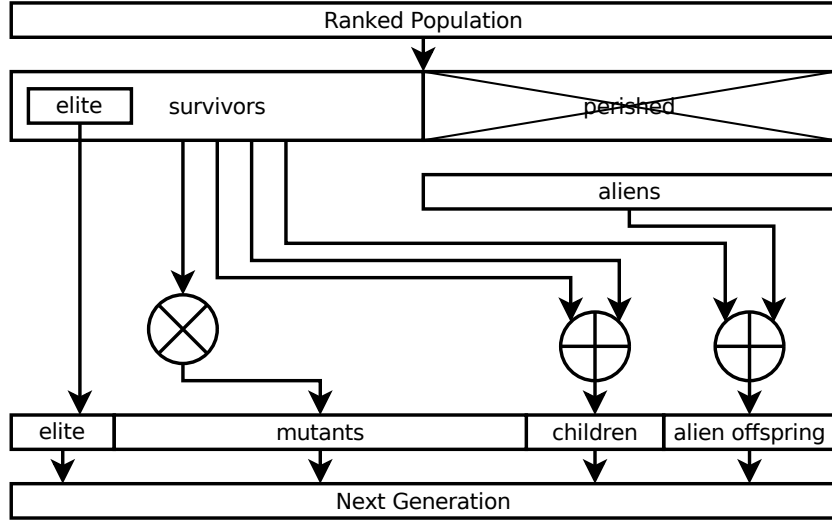 Ranked Population
elite
survivors
perished
aliens
elite
mutants
children
alien offspring
Next Generation